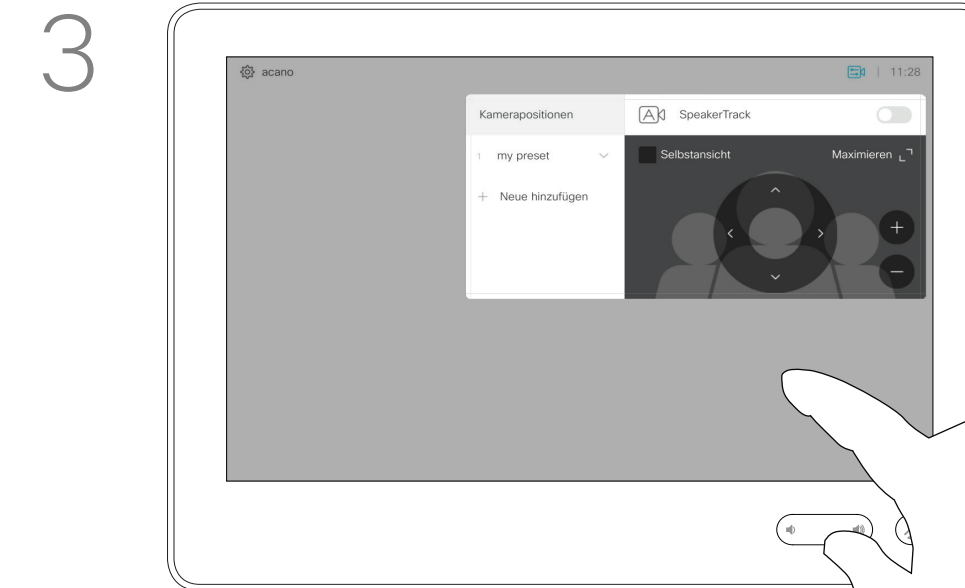 3
acano
11:28
Kamerapositionen
SpeakerTrack
1 my preset
Selbstansicht
Maximieren
+ Neue hinzufügen